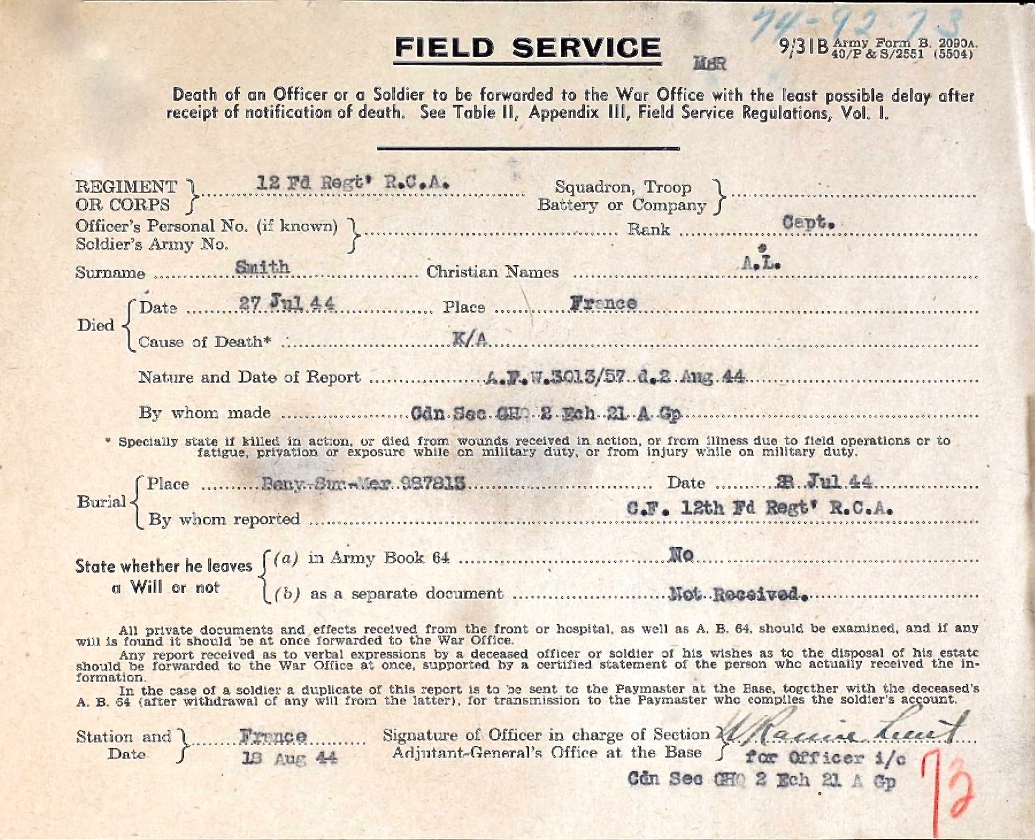 74-92-73
FIELD SERVICE
MBR
9/31B Army Form B. 2090A.
40/P & S/2551 (5504)
Death of an Officer or a Soldier to be forwarded to the War Office with the least possible delay after
receipt of notification of death. See Table II, Appendix III, Field Service Regulations, Vol. I.
REGIMENT OR CORPS } 12 Fd Regt' R.C.A. Squadron, Troop Battery or Company }
Officer's Personal No. (if known) Soldier's Army No. } Rank Capt.
Surname Smith Christian Names A.L.
Died { Date 27 Jul 44 Place France
Cause of Death* K/A
Nature and Date of Report A.F.W.3013/57 d.2 Aug 44
By whom made Cdn Sec GHQ 2 Ech 21 A Gp
* Specially state if killed in action, or died from wounds received in action, or from illness due to field operations or to
fatigue, privation or exposure while on military duty, or from injury while on military duty.
Burial { Place Beny-Sur-Mer 987813 Date 28 Jul 44
By whom reported C.F. 12th Fd Regt' R.C.A.
State whether he leaves a Will or not { (a) in Army Book 64 No
(b) as a separate document Not Received.
All private documents and effects received from the front or hospital, as well as A. B. 64, should be examined, and if any
will is found it should be at once forwarded to the War Office.
Any report received as to verbal expressions by a deceased officer or soldier of his wishes as to the disposal of his estate
should be forwarded to the War Office at once, supported by a certified statement of the person who actually received the in-
formation.
In the case of a soldier a duplicate of this report is to be sent to the Paymaster at the Base, together with the deceased's
A. B. 64 (after withdrawal of any will from the latter), for transmission to the Paymaster who compiles the soldier's account.
Station and Date } France Signature of Officer in charge of Section Lieut
18 Aug 44 Adjutant-General's Office at the Base } for Officer i/c
Cdn Sec GHQ 2 Ech 21 A Gp
73